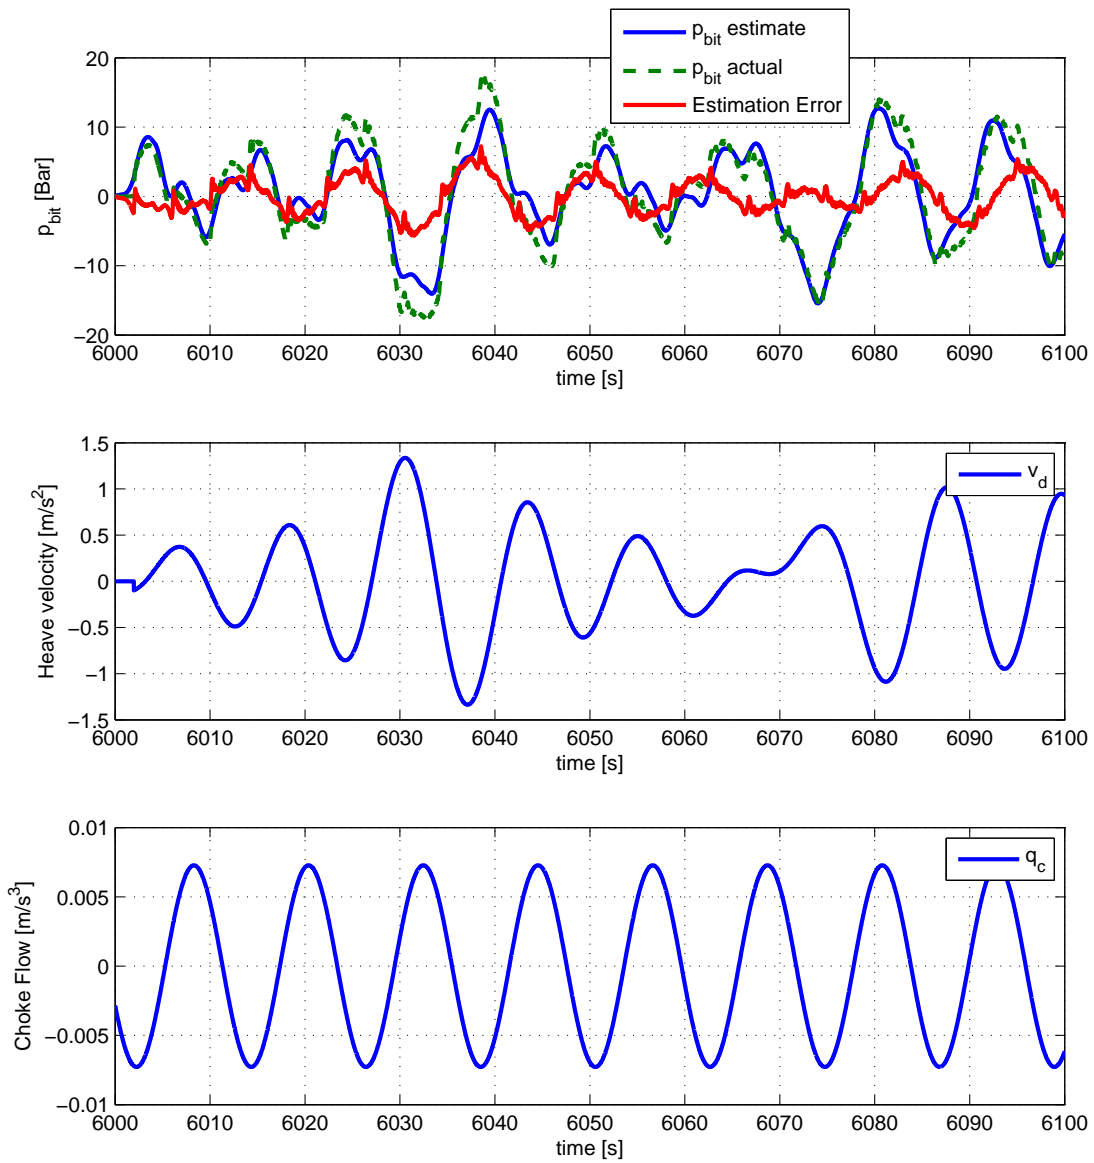 p_bit estimate
p_bit actual
Estimation Error
20
10
0
−10
−20
p_bit [Bar]
6000 6010 6020 6030 6040 6050 6060 6070 6080 6090 6100
time [s]
v_d
1.5
1
0.5
0
−0.5
−1
−1.5
Heave velocity [m/s²]
6000 6010 6020 6030 6040 6050 6060 6070 6080 6090 6100
time [s]
q_c
0.01
0.005
0
−0.005
−0.01
Choke Flow [m/s³]
6000 6010 6020 6030 6040 6050 6060 6070 6080 6090 6100
time [s]